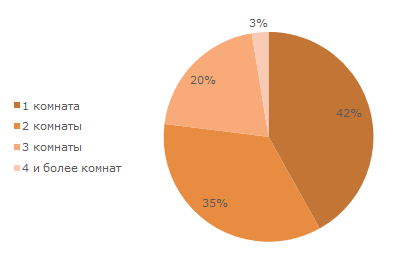 3%
20%
42%
35%
1 комната
2 комнаты
3 комнаты
4 и более комнат